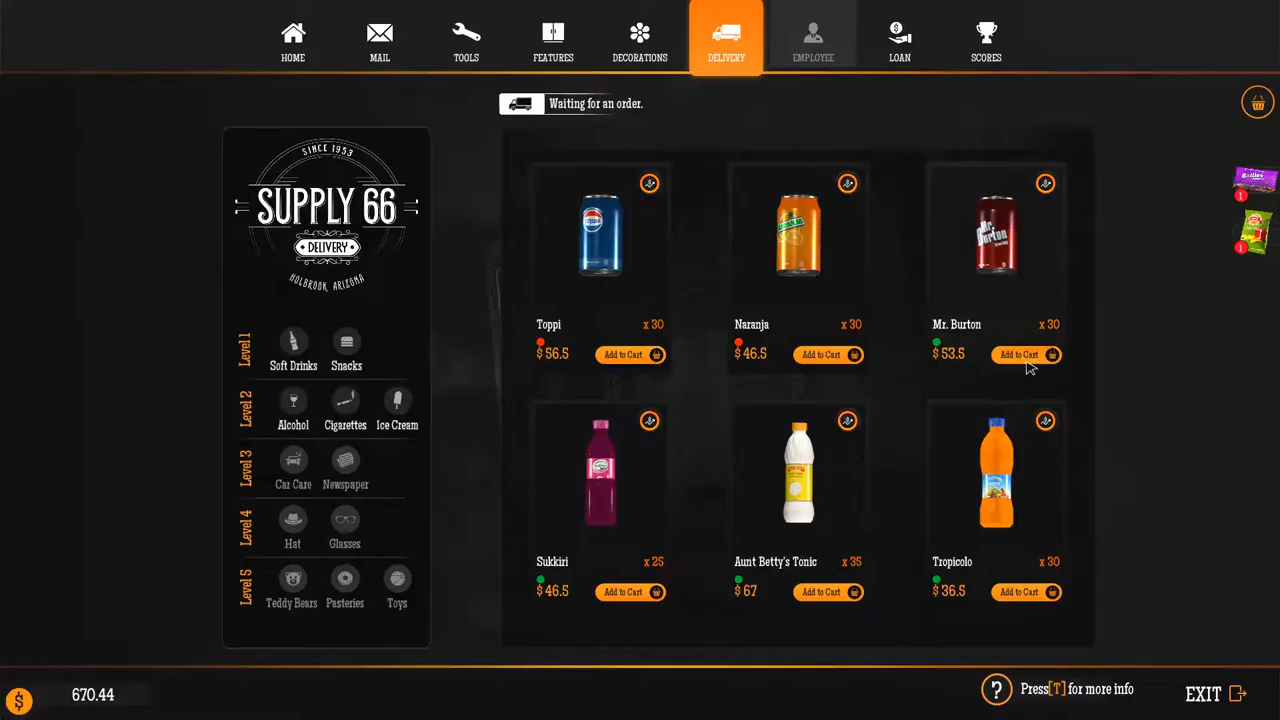 HOME
MAIL
TOOLS
FEATURES
DECORATIONS
DELIVERY
EMPLOYEE
LOAN
SCORES
Waiting for an order.
SINCE 1953
SUPPLY 66
DELIVERY
HOLBROOK, ARIZONA
Level 1
Soft Drinks
Snacks
Level 2
Alcohol
Cigarettes
Ice Cream
Level 3
Car Care
Newspaper
Level 4
Hat
Glasses
Level 5
Teddy Bears
Pasteries
Toys
Toppi x 30
$ 56.5 Add to Cart
Naranja x 30
$ 46.5 Add to Cart
Mr. Burton
Mr. Burton x 30
$ 53.5 Add to Cart
Sukkiri x 25
$ 46.5 Add to Cart
Aunt Betty's Tonic x 35
$ 67 Add to Cart
Tropicolo x 30
$ 36.5 Add to Cart
1
1
$ 670.44
? Press[T] for more info
EXIT